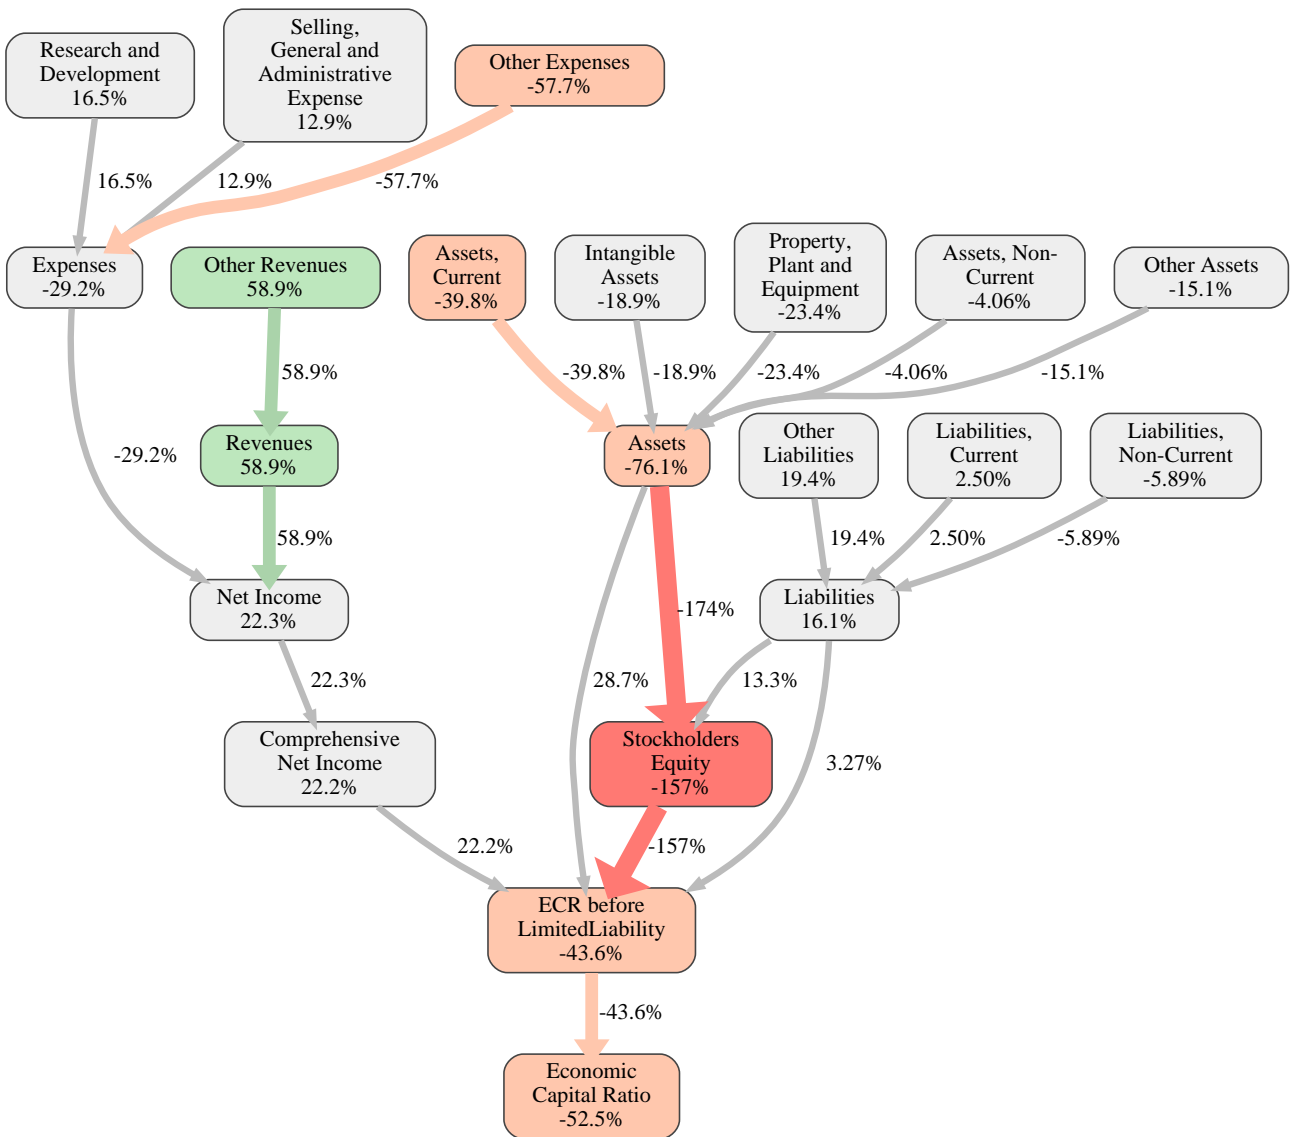 Research and
Development
16.5%
Selling,
General and
Administrative
Expense
12.9%
Other Expenses
-57.7%
16.5%
12.9%
-57.7%
Expenses
-29.2%
Other Revenues
58.9%
Assets,
Current
-39.8%
Intangible
Assets
-18.9%
Property,
Plant and
Equipment
-23.4%
Assets, Non-
Current
-4.06%
Other Assets
-15.1%
58.9%
-39.8%
-18.9%
-23.4%
-4.06%
-15.1%
-29.2%
Revenues
58.9%
Assets
-76.1%
Other
Liabilities
19.4%
Liabilities,
Current
2.50%
Liabilities,
Non-Current
-5.89%
58.9%
19.4%
2.50%
-5.89%
Net Income
22.3%
-174%
Liabilities
16.1%
22.3%
28.7%
13.3%
Comprehensive
Net Income
22.2%
Stockholders
Equity
-157%
3.27%
22.2%
-157%
ECR before
LimitedLiability
-43.6%
-43.6%
Economic
Capital Ratio
-52.5%